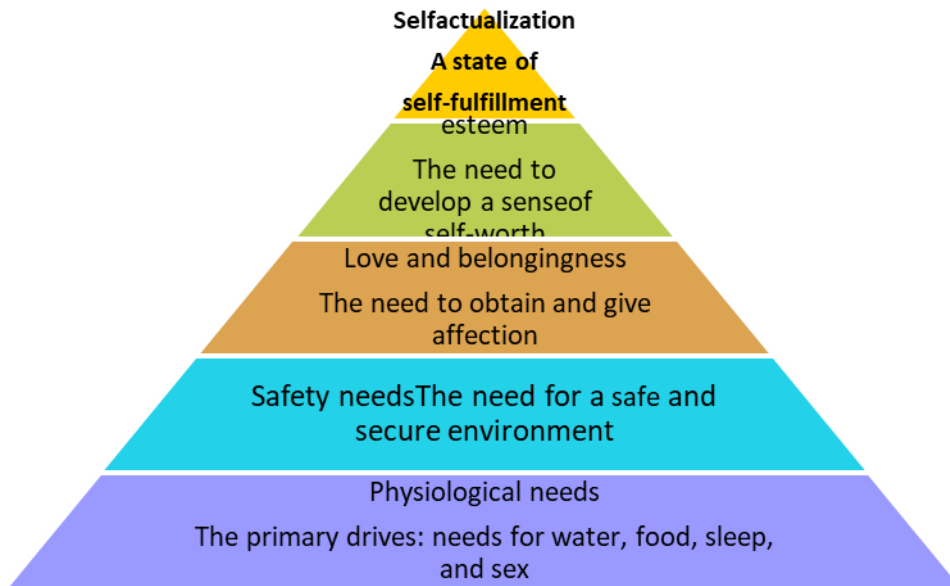 Selfactualization
A state of
self-fulfillment
esteem
The need to
develop a senseof
self-worth
Love and belongingness
The need to obtain and give
affection
Safety needsThe need for a safe and
secure environment
Physiological needs
The primary drives: needs for water, food, sleep,
and sex